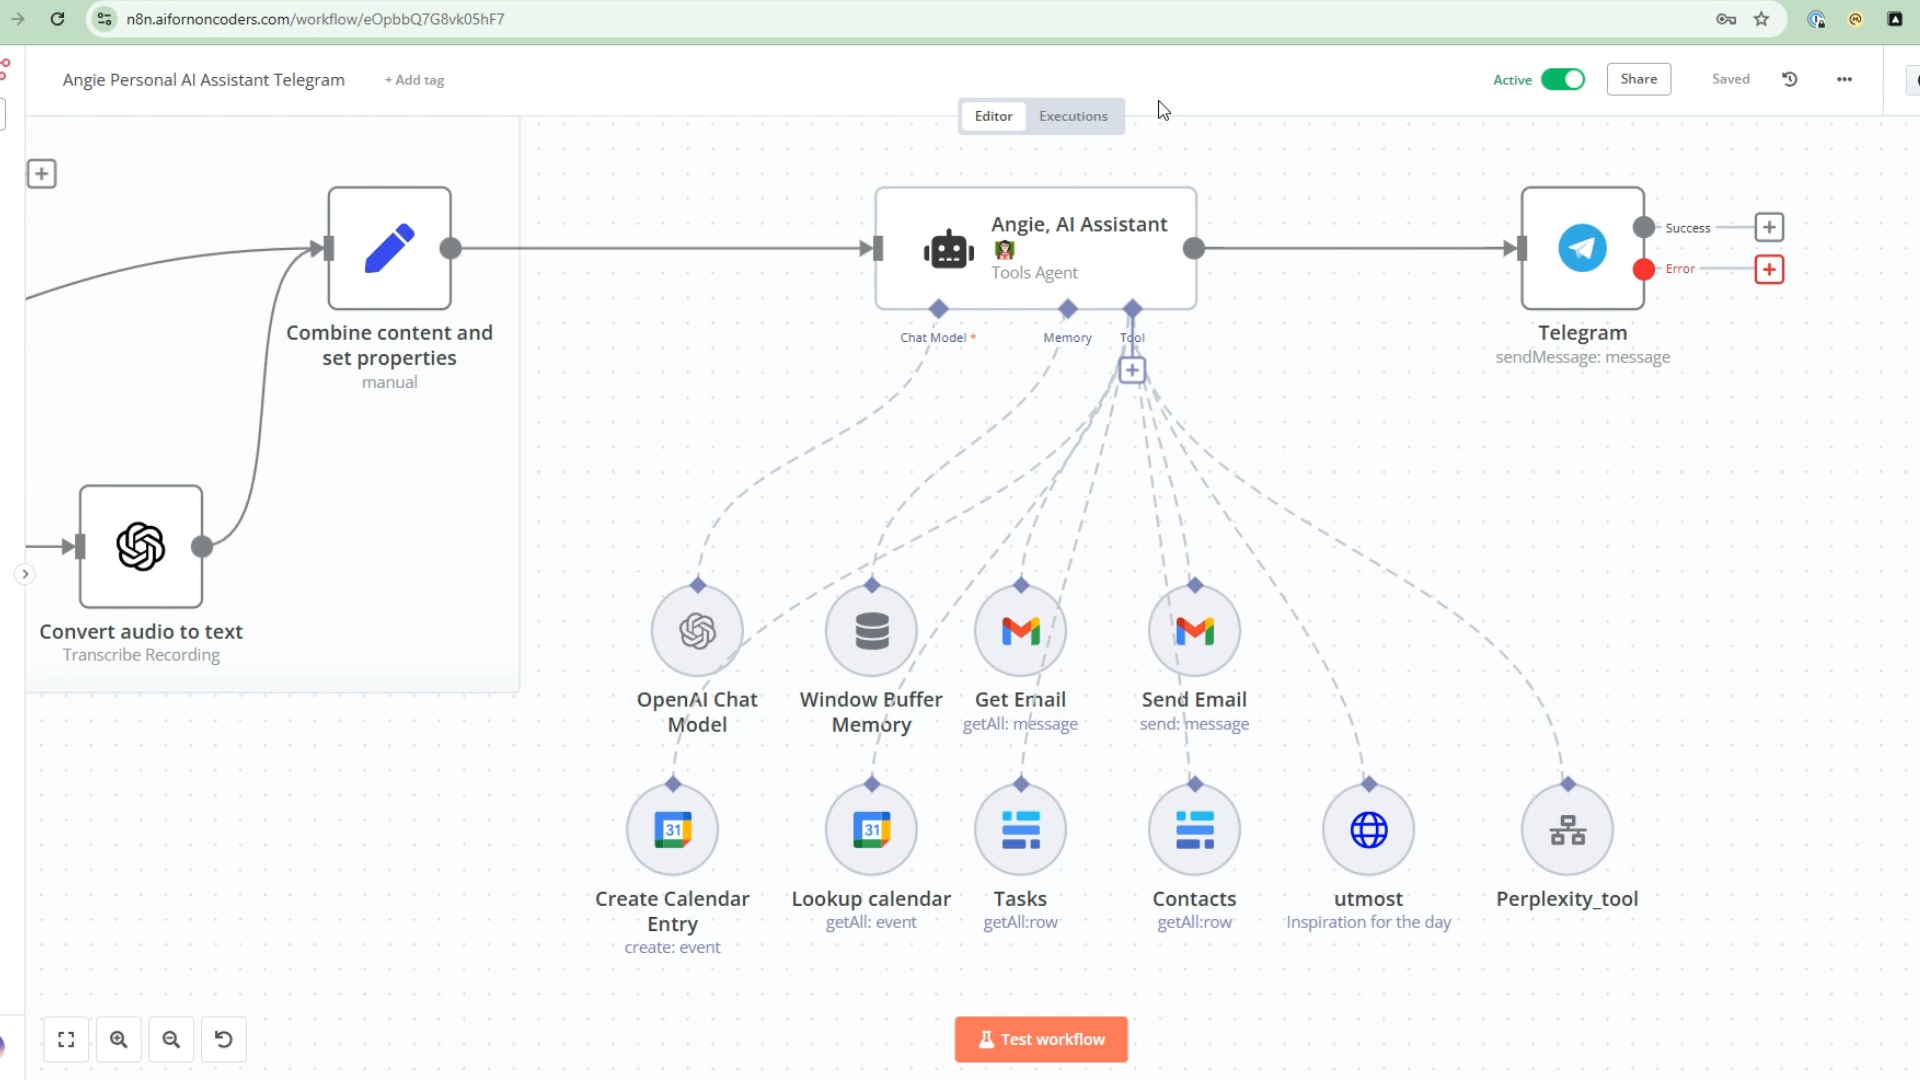 n8n.aifornoncoders.com/workflow/eOpbbQ7G8vk05hF7
Angie Personal AI Assistant Telegram
+ Add tag
Active
Share
Saved
Editor
Executions
Combine content and
set properties
manual
Angie, AI Assistant
Tools Agent
Chat Model *
Memory
Tool
Success
Error
Telegram
sendMessage: message
Convert audio to text
Transcribe Recording
OpenAI Chat
Model
Window Buffer
Memory
Get Email
getAll: message
Send Email
send: message
31
Create Calendar
Entry
create: event
31
Lookup calendar
getAll: event
Tasks
getAll:row
Contacts
getAll:row
utmost
Inspiration for the day
Perplexity_tool
Test workflow